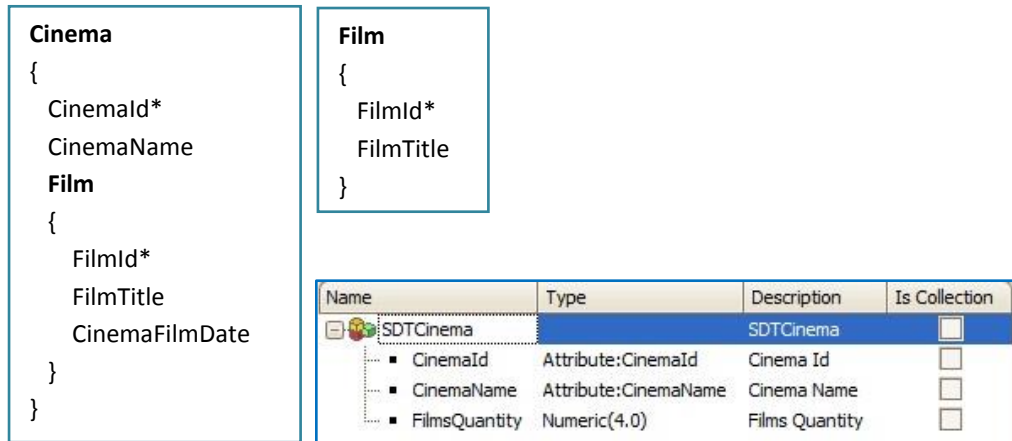 Cinema
{
CinemaId*
CinemaName
Film
{
FilmId*
FilmTitle
CinemaFilmDate
}
}
Film
{
FilmId*
FilmTitle
}
Name Type Description Is Collection
SDTCinema SDTCinema
CinemaId Attribute:CinemaId Cinema Id
CinemaName Attribute:CinemaName Cinema Name
FilmsQuantity Numeric(4.0) Films Quantity